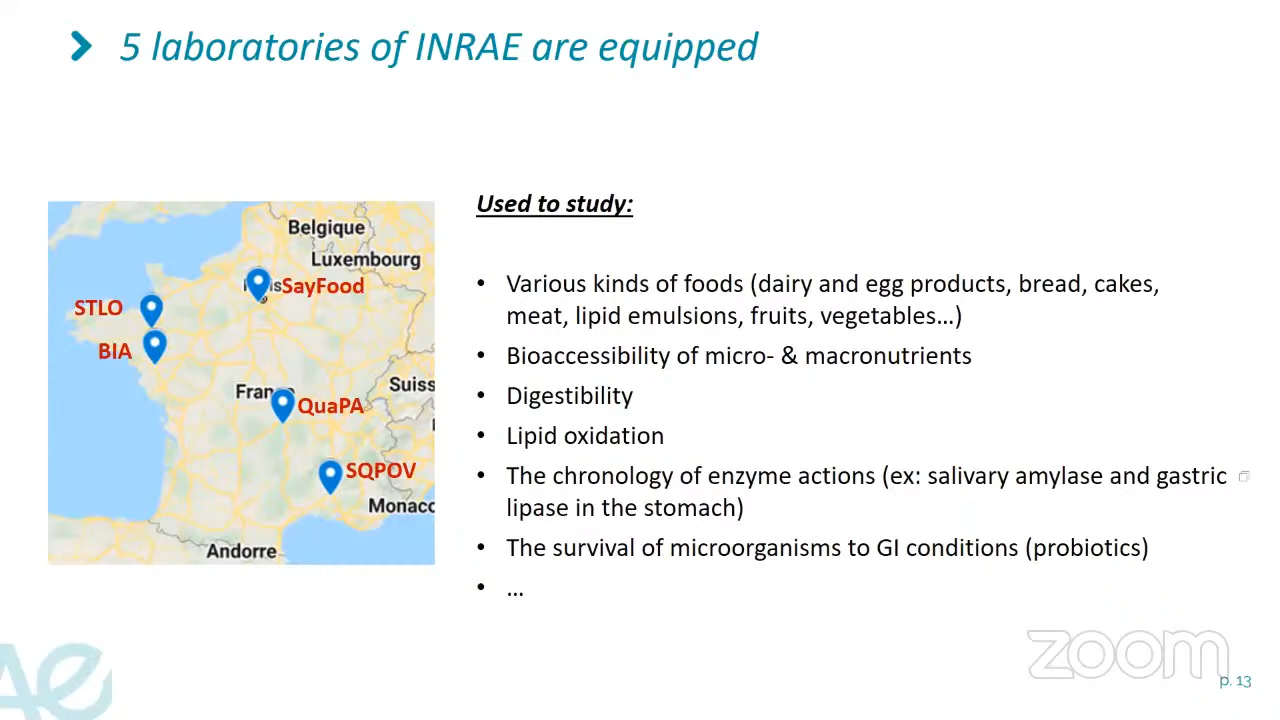 5 laboratories of INRAE are equipped
Used to study:
• Various kinds of foods (dairy and egg products, bread, cakes,
meat, lipid emulsions, fruits, vegetables…)
• Bioaccessibility of micro- & macronutrients
• Digestibility
• Lipid oxidation
• The chronology of enzyme actions (ex: salivary amylase and gastric
lipase in the stomach)
• The survival of microorganisms to GI conditions (probiotics)
• …
Belgique
Luxembourg
SayFood
STLO
BIA
Suiss
QuaPA
SQPOV
Monaco
Andorre
zoom
p. 13